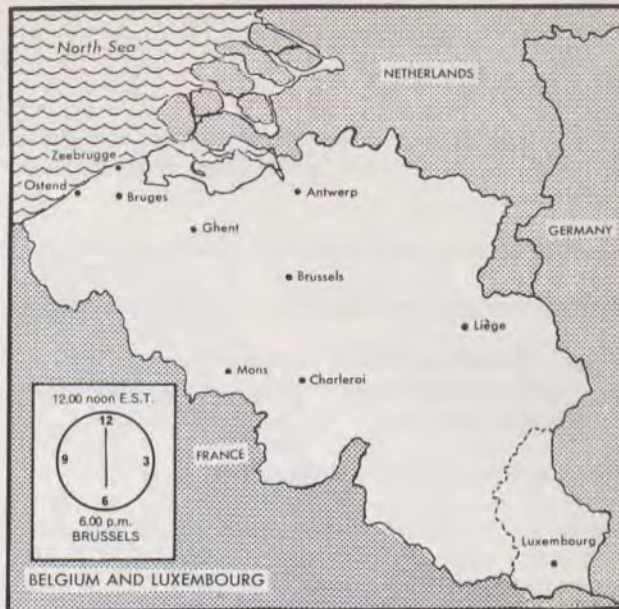 North Sea
NETHERLANDS
Zeebrugge
Ostend
Bruges
Antwerp
Ghent
GERMANY
Brussels
Liège
Mons
Charleroi
12.00 noon E.S.T.
12
9
3
6
6.00 p.m.
BRUSSELS
FRANCE
Luxembourg
BELGIUM AND LUXEMBOURG